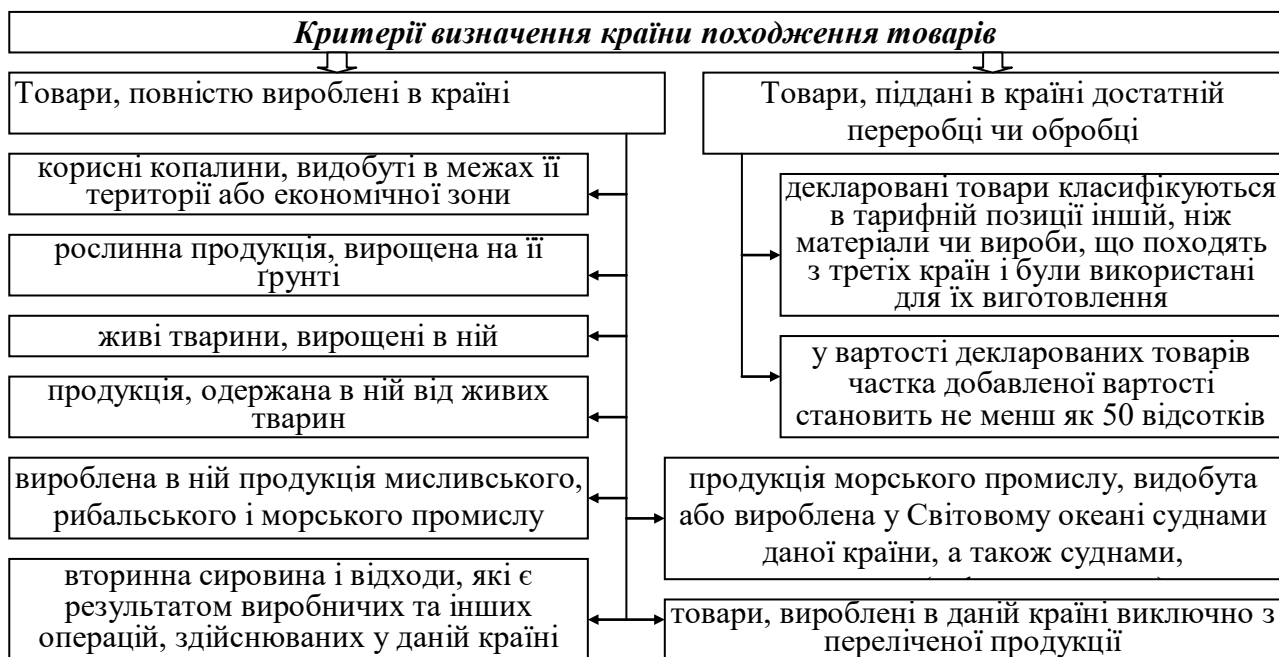 Критерії визначення країни походження товарів
Товари, повністю вироблені в країні
корисні копалини, видобуті в межах її
території або економічної зони
рослинна продукція, вирощена на її
ґрунті
живі тварини, вирощені в ній
продукція, одержана в ній від живих
тварин
вироблена в ній продукція мисливського,
рибальського і морського промислу
вторинна сировина і відходи, які є
результатом виробничих та інших
операцій, здійснюваних у даній країні
Товари, піддані в країні достатній
переробці чи обробці
декларовані товари класифікуються
в тарифній позиції іншій, ніж
матеріали чи вироби, що походять
з третіх країн і були використані
для їх виготовлення
у вартості декларованих товарів
частка добавленої вартості
становить не менш як 50 відсотків
продукція морського промислу, видобута
або вироблена у Світовому океані суднами
даної країни, а також суднами,
товари, вироблені в даній країні виключно з
переліченої продукції